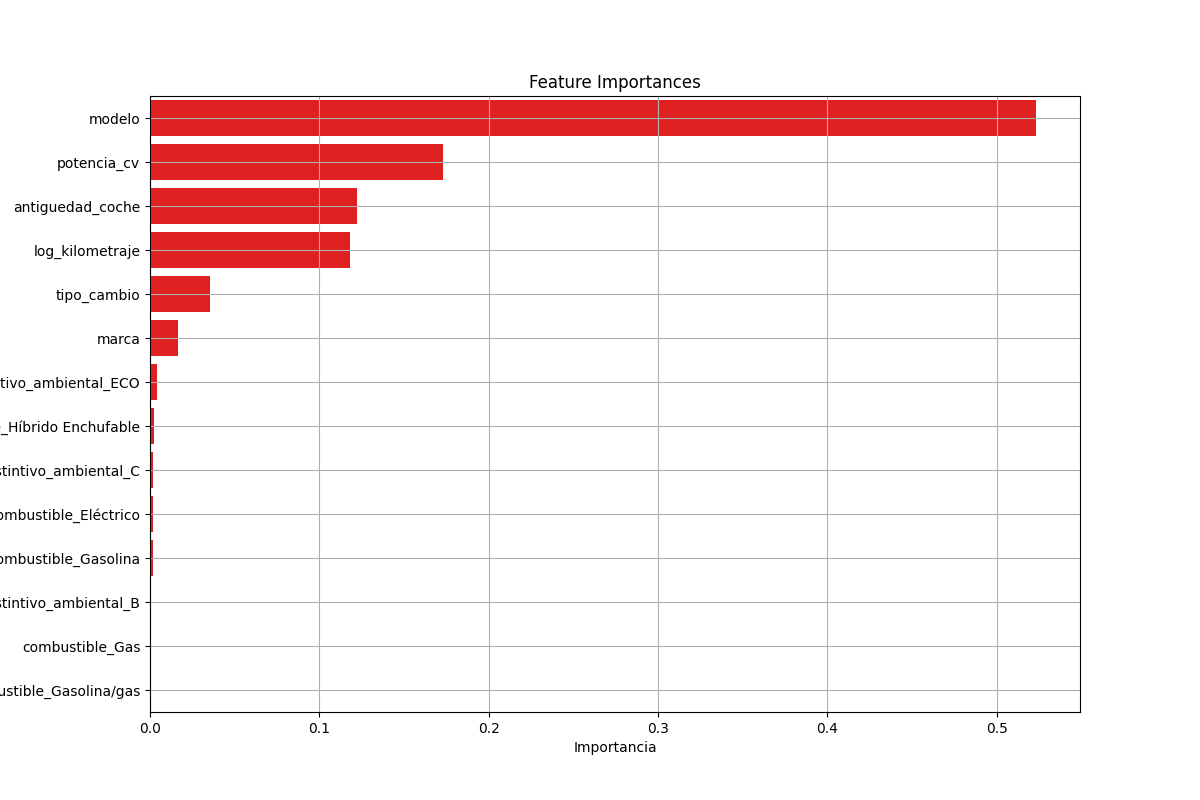 Feature Importances
modelo
potencia_cv
antiguedad_coche
log_kilometraje
tipo_cambio
marca
tivo_ambiental_ECO
_Híbrido Enchufable
stintivo_ambiental_C
ombustible_Eléctrico
ombustible_Gasolina
stintivo_ambiental_B
combustible_Gas
ustible_Gasolina/gas
0.0 0.1 0.2 0.3 0.4 0.5
Importancia